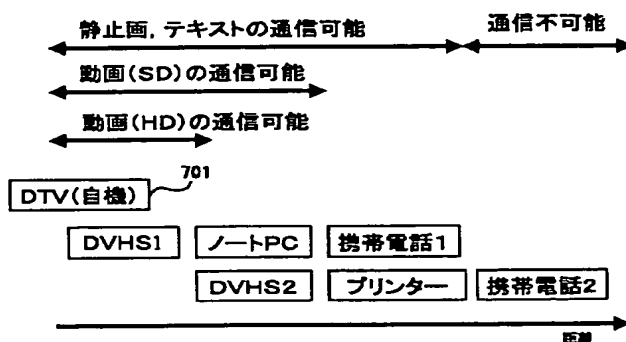 静止画，テキストの通信可能
通信不可能
動画(SD)の通信可能
動画(HD)の通信可能
701
DTV(自機)
DVHS1
ノートPC
携帯電話1
DVHS2
プリンター
携帯電話2
距離